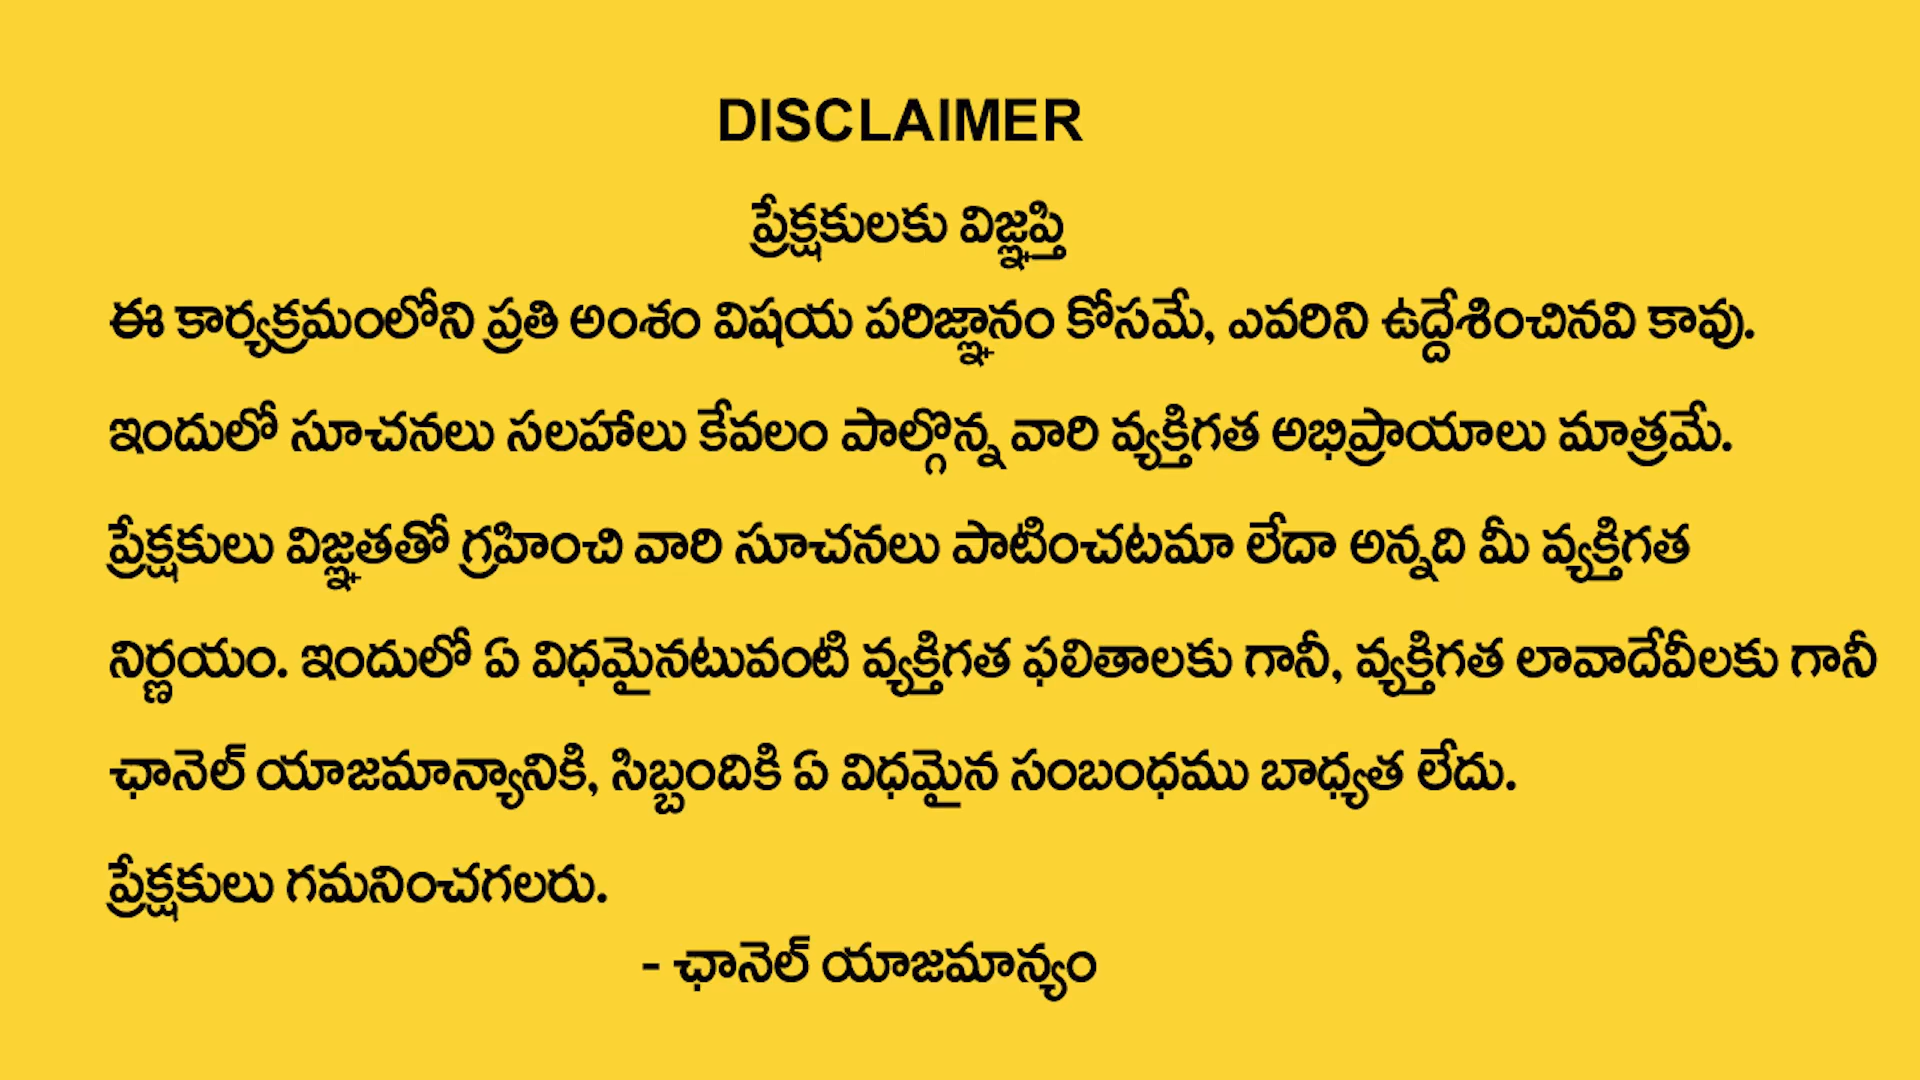 DISCLAIMER
ప్రేక్షకులకు విజ్ఞప్తి
ఈ కార్యక్రమంలోని ప్రతి అంశం విషయ పరిజ్ఞానం కోసమే, ఎవరిని ఉద్దేశించినవి కావు.
ఇందులో సూచనలు సలహాలు కేవలం పాల్గొన్న వారి వ్యక్తిగత అభిప్రాయాలు మాత్రమే.
ప్రేక్షకులు విజ్ఞతతో గ్రహించి వారి సూచనలు పాటించటమా లేదా అన్నది మీ వ్యక్తిగత
నిర్ణయం. ఇందులో ఏ విధమైనటువంటి వ్యక్తిగత ఫలితాలకు గానీ, వ్యక్తిగత లావాదేవీలకు గానీ
ఛానెల్ యాజమాన్యానికి, సిబ్బందికి ఏ విధమైన సంబంధము బాధ్యత లేదు.
ప్రేక్షకులు గమనించగలరు.
- ఛానెల్ యాజమాన్యం